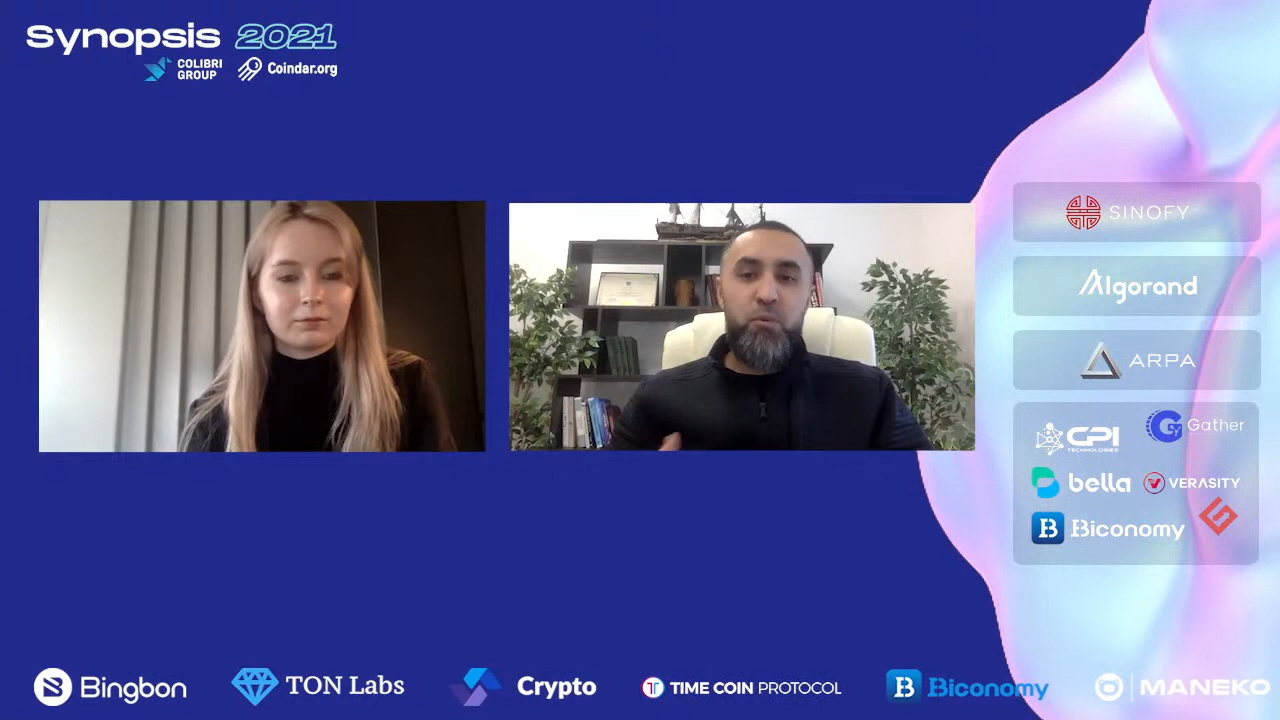 Synopsis 2021
COLIBRI
GROUP
Coindar.org
SINOFY
Algorand
ARPA
CPI
TECHNOLOGIES
Gather
bella
VERASITY
Biconomy
Bingbon
TON Labs
Crypto
TIME COIN PROTOCOL
Biconomy
MANEKO